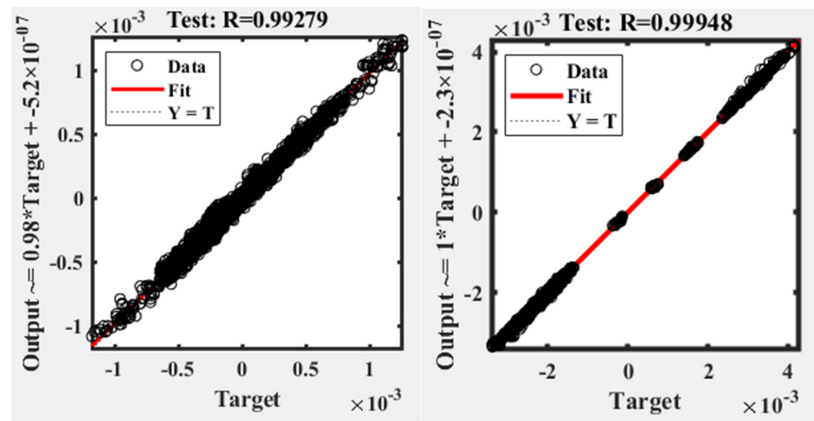 ×10⁻³ Test: R=0.99279
Output ~= 0.98*Target + -5.2×10⁻⁰⁷
Data
Fit
Y = T
1
0.5
0
-0.5
-1
-1 -0.5 0 0.5 1
Target ×10⁻³
×10⁻³ Test: R=0.99948
Output ~= 1*Target + -2.3×10⁻⁰⁷
Data
Fit
Y = T
4
2
0
-2
-2 0 2 4
Target ×10⁻³